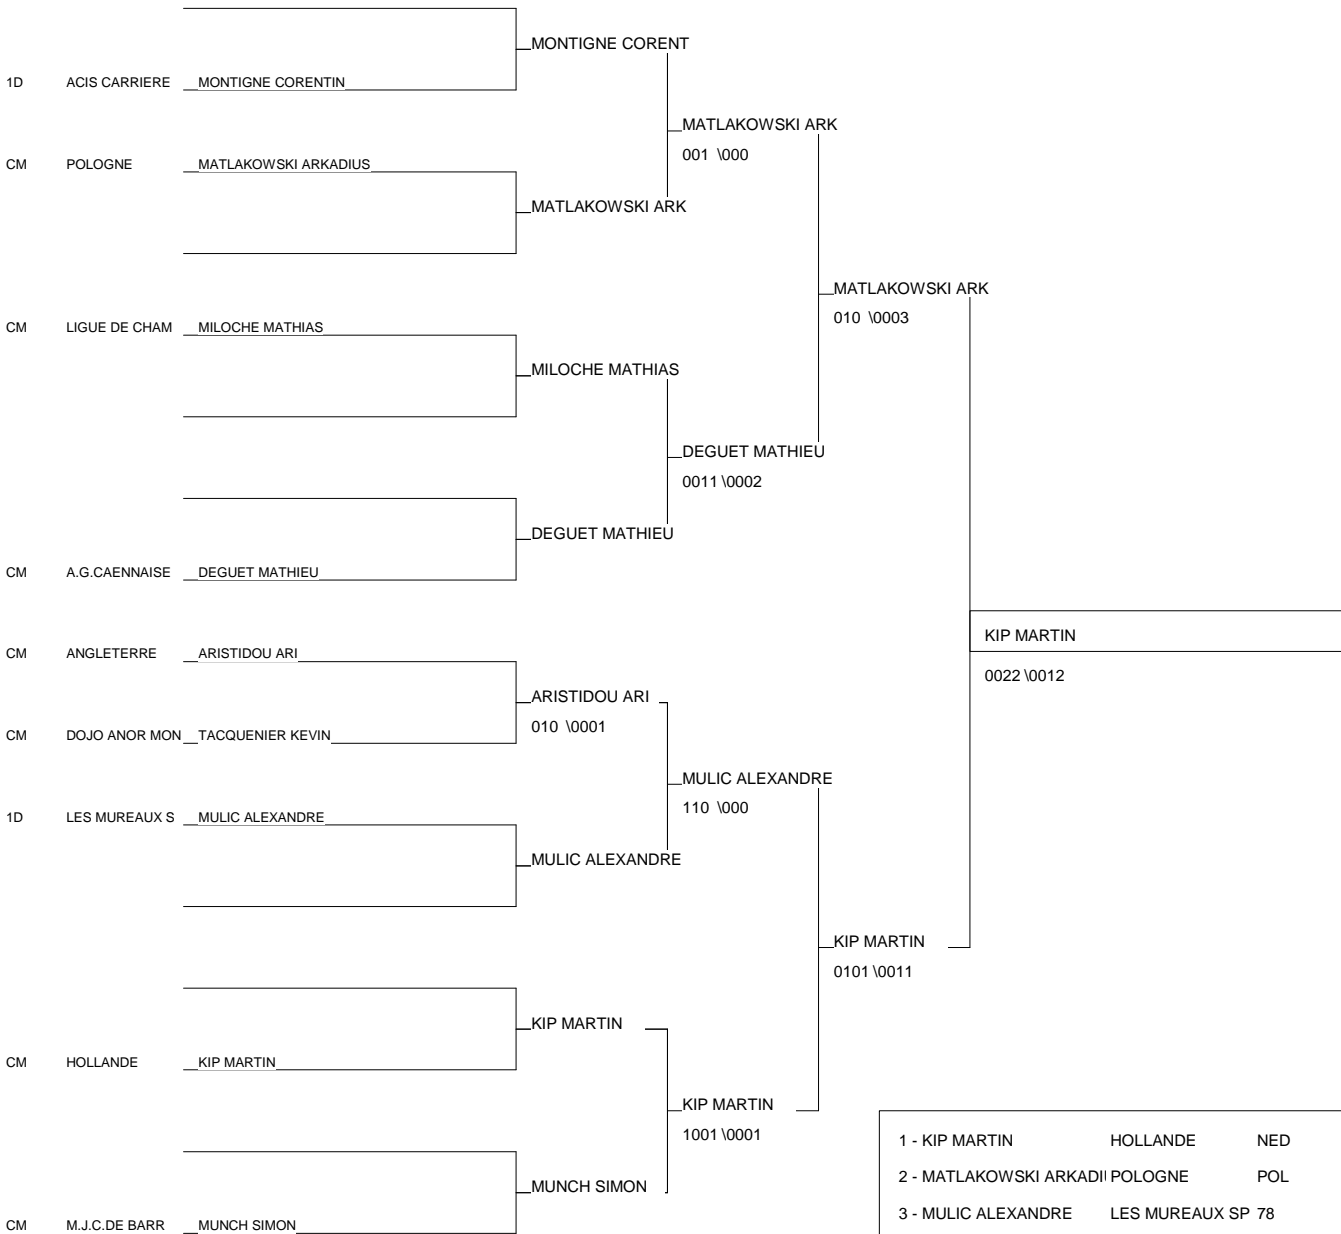 MONTIGNE CORENT
1D ACIS CARRIERE MONTIGNE CORENTIN
MATLAKOWSKI ARK
001 \000
CM POLOGNE MATLAKOWSKI ARKADIUS
MATLAKOWSKI ARK
MATLAKOWSKI ARK
010 \0003
CM LIGUE DE CHAM MILOCHE MATHIAS
MILOCHE MATHIAS
DEGUET MATHIEU
0011 \0002
DEGUET MATHIEU
CM A.G.CAENNAISE DEGUET MATHIEU
KIP MARTIN
0022 \0012
CM ANGLETERRE ARISTIDOU ARI
ARISTIDOU ARI
010 \0001
CM DOJO ANOR MON TACQUENIER KEVIN
MULIC ALEXANDRE
110 \000
1D LES MUREAUX S MULIC ALEXANDRE
MULIC ALEXANDRE
KIP MARTIN
0101 \0011
KIP MARTIN
CM HOLLANDE KIP MARTIN
KIP MARTIN
1001 \0001
MUNCH SIMON
CM M.J.C.DE BARR MUNCH SIMON
1 - KIP MARTIN HOLLANDE NED
2 - MATLAKOWSKI ARKADIU POLOGNE POL
3 - MULIC ALEXANDRE LES MUREAUX SP 78